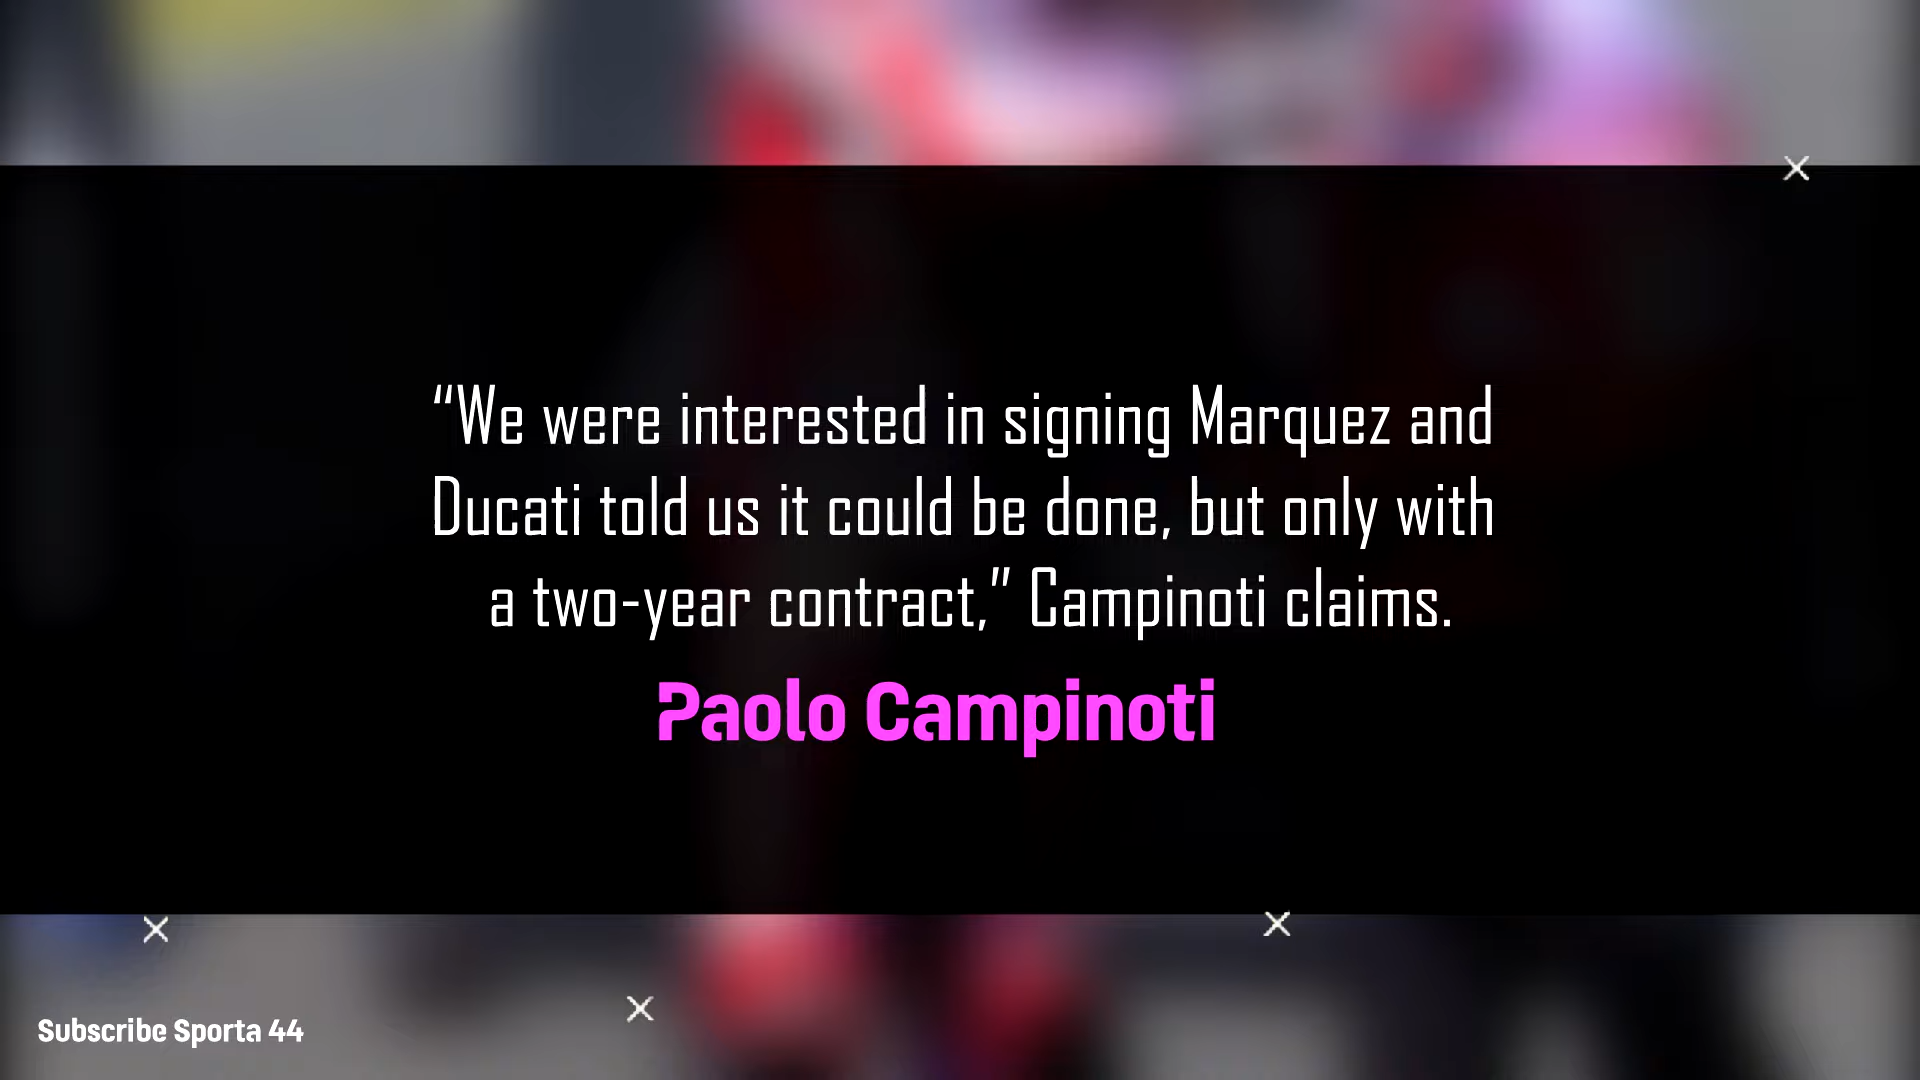 “We were interested in signing Marquez and
Ducati told us it could be done, but only with
a two-year contract,” Campinoti claims.
Paolo Campinoti
Subscribe Sporta 44